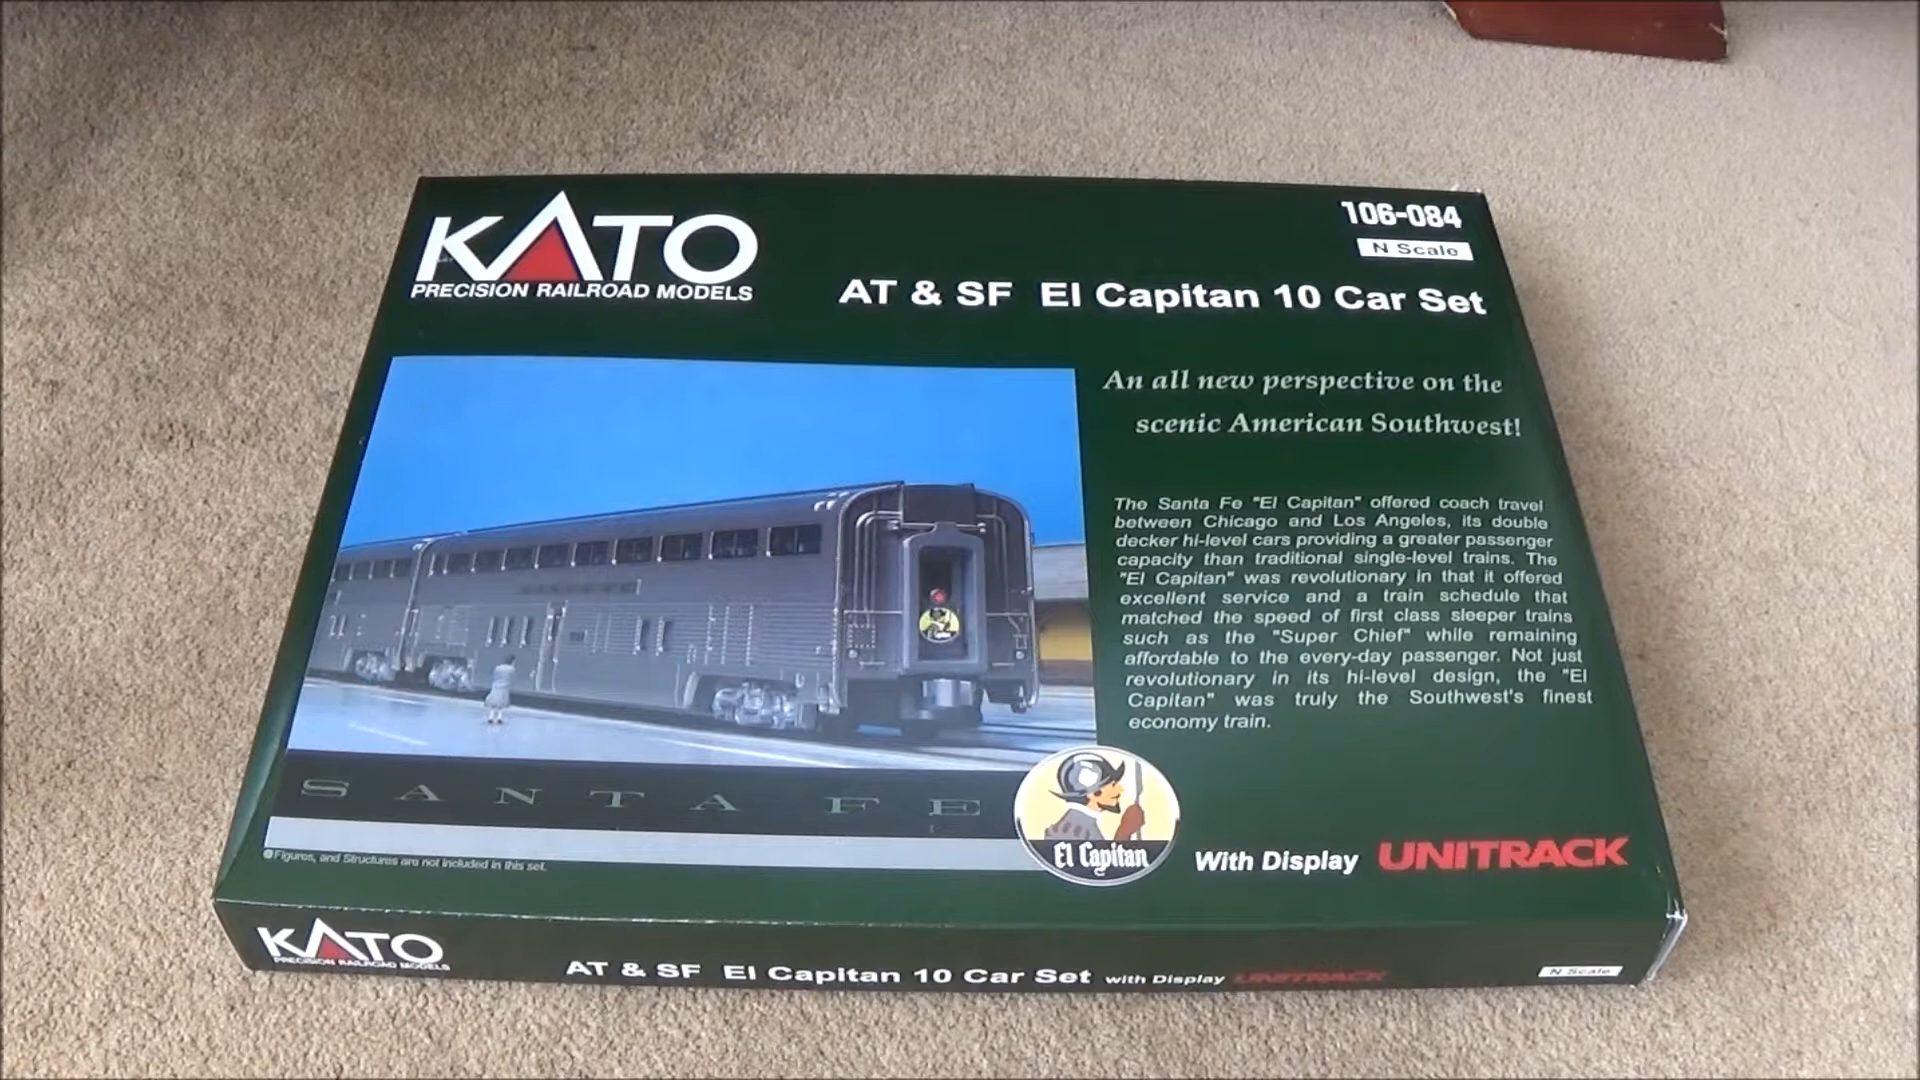 KATO
PRECISION RAILROAD MODELS
106-084
N Scale
AT & SF El Capitan 10 Car Set
An all new perspective on the
scenic American Southwest!
The Santa Fe "El Capitan" offered coach travel
between Chicago and Los Angeles, its double
decker hi-level cars providing a greater passenger
capacity than traditional single-level trains. The
"El Capitan" was revolutionary in that it offered
excellent service and a train schedule that
matched the speed of first class sleeper trains
such as the "Super Chief" while remaining
affordable to the every-day passenger. Not just
revolutionary in its hi-level design, the "El
Capitan" was truly the Southwest's finest
economy train.
SANTA FE
El Capitan
With Display UNITRACK
Figures, and Structures are not included in this set.
KATO
PRECISION RAILROAD MODELS
AT & SF El Capitan 10 Car Set with Display UNITRACK
N Scale